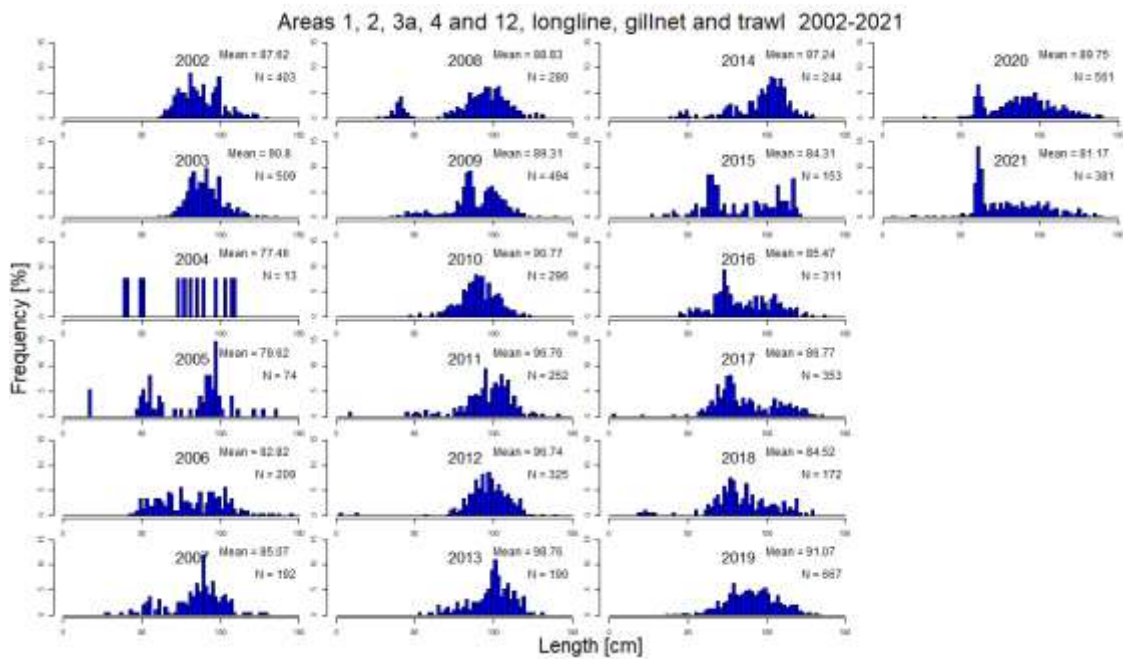 Areas 1, 2, 3a, 4 and 12, longline, gillnet and trawl 2002-2021
Frequency [%]
2002
Mean = 87.62
N = 403
2008
Mean = 88.83
N = 280
2014
Mean = 97.24
N = 244
2020
Mean = 89.75
N = 561
2003
Mean = 90.8
N = 509
2009
Mean = 89.31
N = 494
2015
Mean = 84.31
N = 153
2021
Mean = 81.17
N = 381
2004
Mean = 77.46
N = 13
2010
Mean = 90.77
N = 296
2016
Mean = 85.47
N = 311
2005
Mean = 79.62
N = 74
2011
Mean = 96.76
N = 252
2017
Mean = 86.77
N = 353
2006
Mean = 82.82
N = 209
2012
Mean = 96.74
N = 325
2018
Mean = 84.52
N = 172
2007
Mean = 85.07
N = 192
2013
Mean = 98.76
N = 190
2019
Mean = 91.07
N = 667
Length [cm]